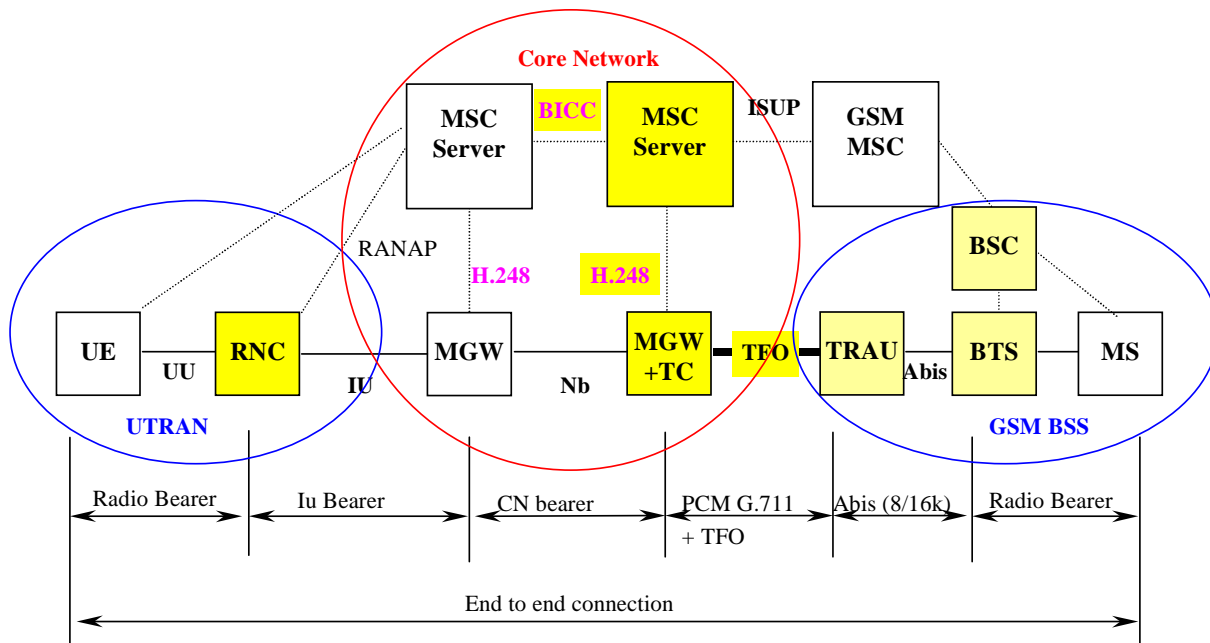 Core Network
MSC
Server
BICC
MSC
Server
ISUP
GSM
MSC
BSC
RANAP
H.248
H.248
UE
UU
RNC
IU
MGW
Nb
MGW
+TC
TFO
TRAU
Abis
BTS
MS
UTRAN
GSM BSS
Radio Bearer
Iu Bearer
CN bearer
PCM G.711
+ TFO
Abis (8/16k)
Radio Bearer
End to end connection